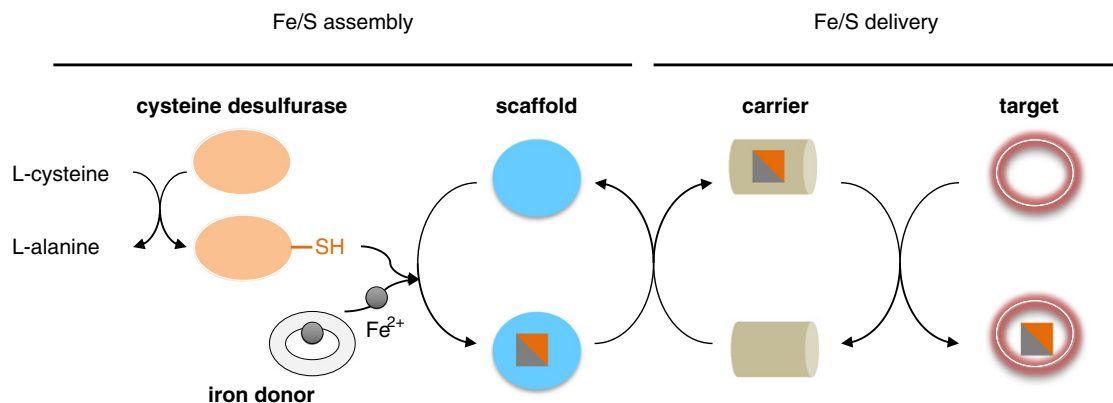 Fe/S assembly
Fe/S delivery
cysteine desulfurase
scaffold
carrier
target
L-cysteine
L-alanine
SH
Fe2+
iron donor